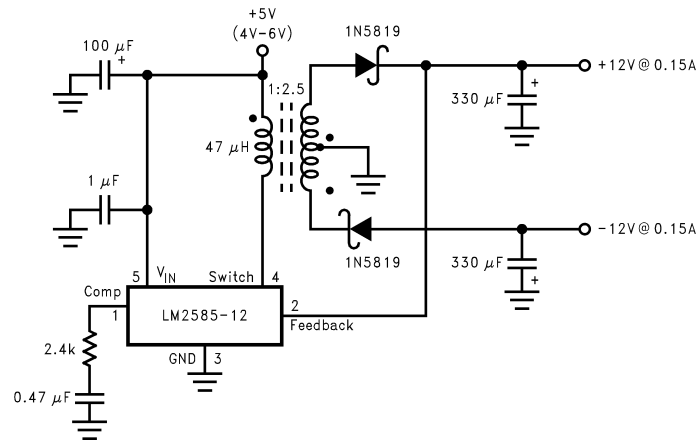 +5V
(4V-6V)
1N5819
100 μF
+
+12V@0.15A
1:2.5
+
330 μF
47 μH
1 μF
-12V@0.15A
1N5819
330 μF
+
5
VIN
Switch
4
Comp
1
LM2585-12
2
Feedback
2.4k
GND
3
0.47 μF